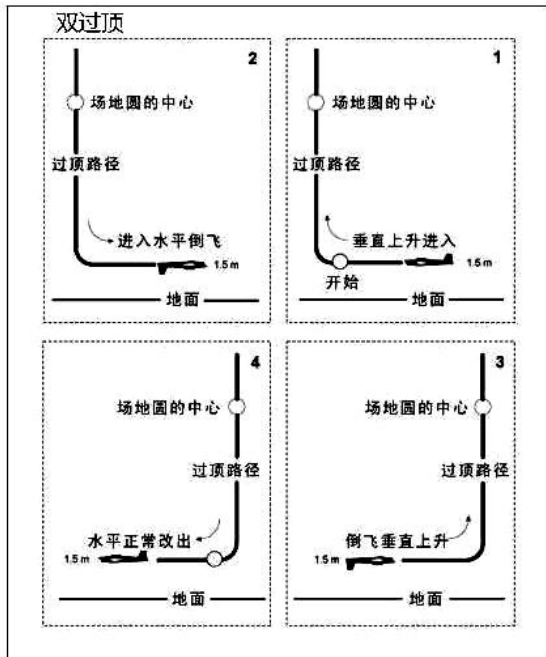 双过顶
2
场地圆的中心
过顶路径
进入水平倒飞
1.5 m
地面
1
场地圆的中心
过顶路径
垂直上升进入
1.5 m
开始
地面
4
场地圆的中心
过顶路径
水平正常改出
1.5 m
地面
3
场地圆的中心
过顶路径
倒飞垂直上升
1.5 m
地面